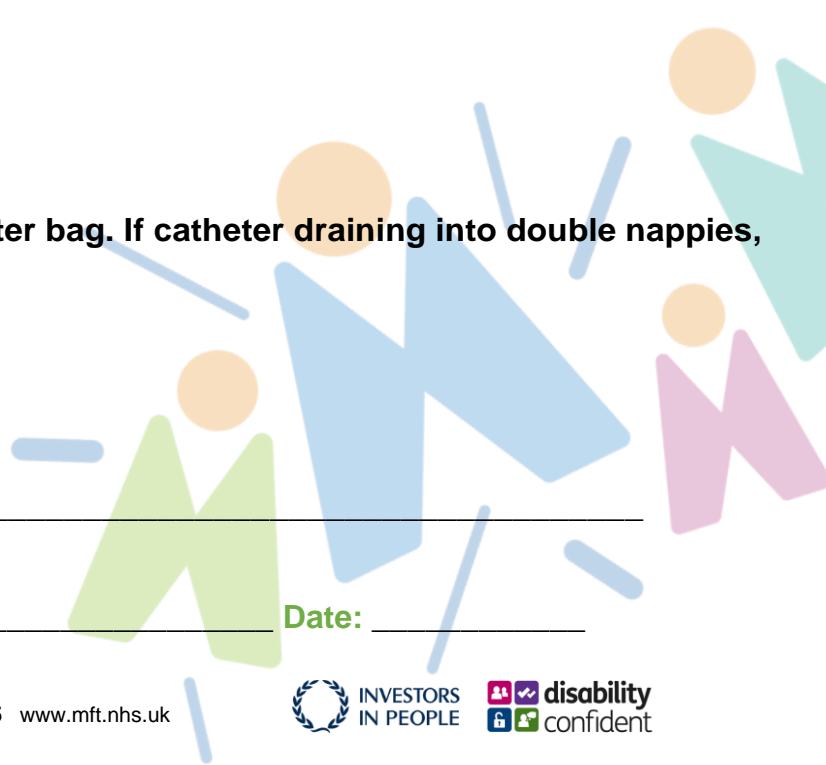 ter bag. If catheter draining into double nappies,
Date:
www.mft.nhs.uk
INVESTORS
IN PEOPLE
disability
confident